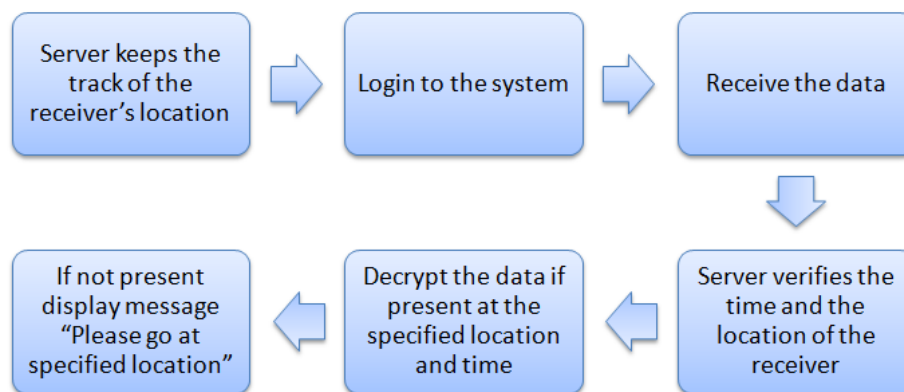 Server keeps the
track of the
receiver’s location
Login to the system
Receive the data
Server verifies the
time and the
location of the
receiver
Decrypt the data if
present at the
specified location
and time
If not present
display message
“Please go at
specified location”